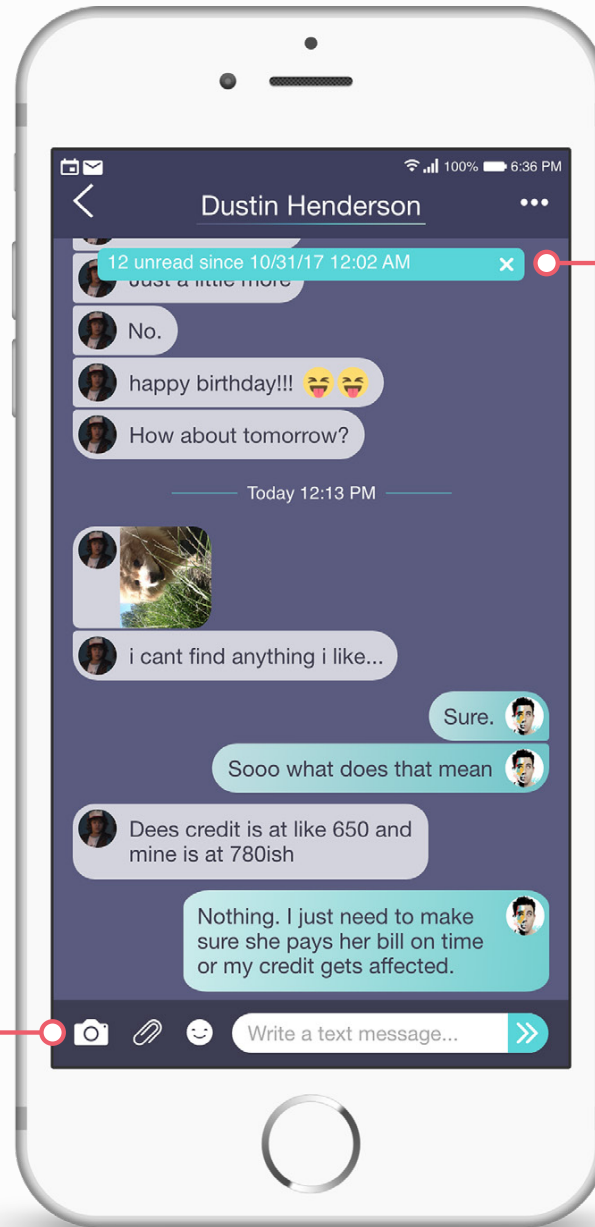 100% 6:36 PM
Dustin Henderson
12 unread since 10/31/17 12:02 AM
Just a little more
No.
happy birthday!!! 😝😝
How about tomorrow?
Today 12:13 PM
i cant find anything i like...
Sure.
Sooo what does that mean
Dees credit is at like 650 and
mine is at 780ish
Nothing. I just need to make
sure she pays her bill on time
or my credit gets affected.
Write a text message...